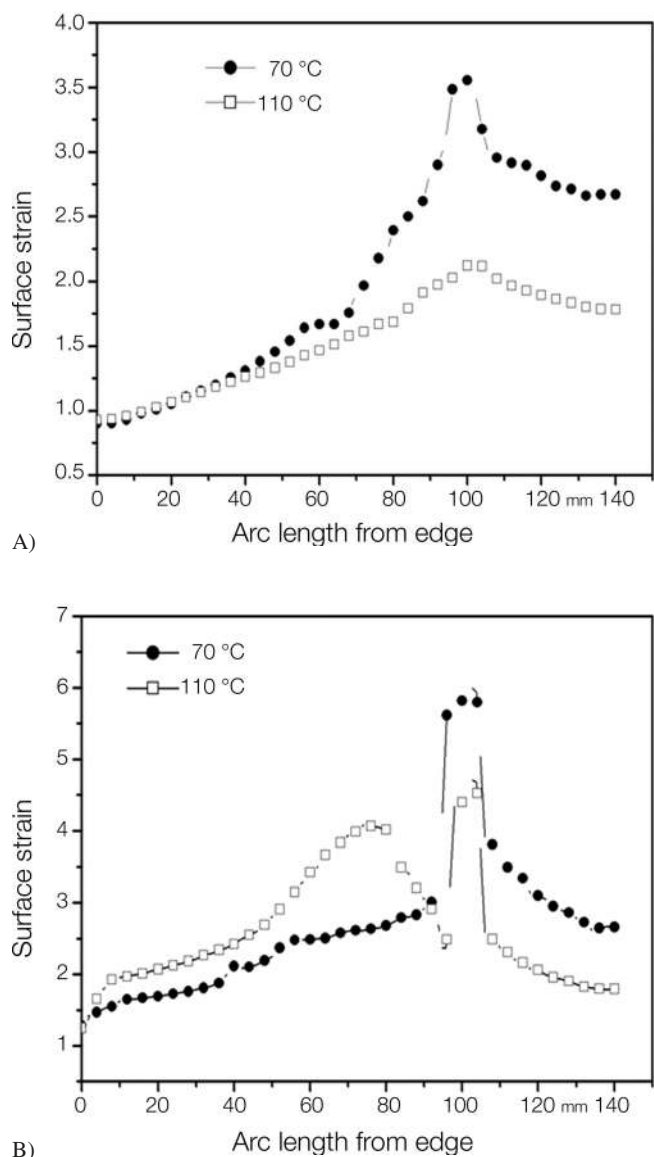 4.0
3.5
3.0
2.5
2.0
1.5
1.0
0.5
Surface strain
70 °C
110 °C
0 20 40 60 80 100 120 mm 140
A)
Arc length from edge
7
6
5
4
3
2
1
Surface strain
70 °C
110 °C
0 20 40 60 80 100 120 mm 140
B)
Arc length from edge